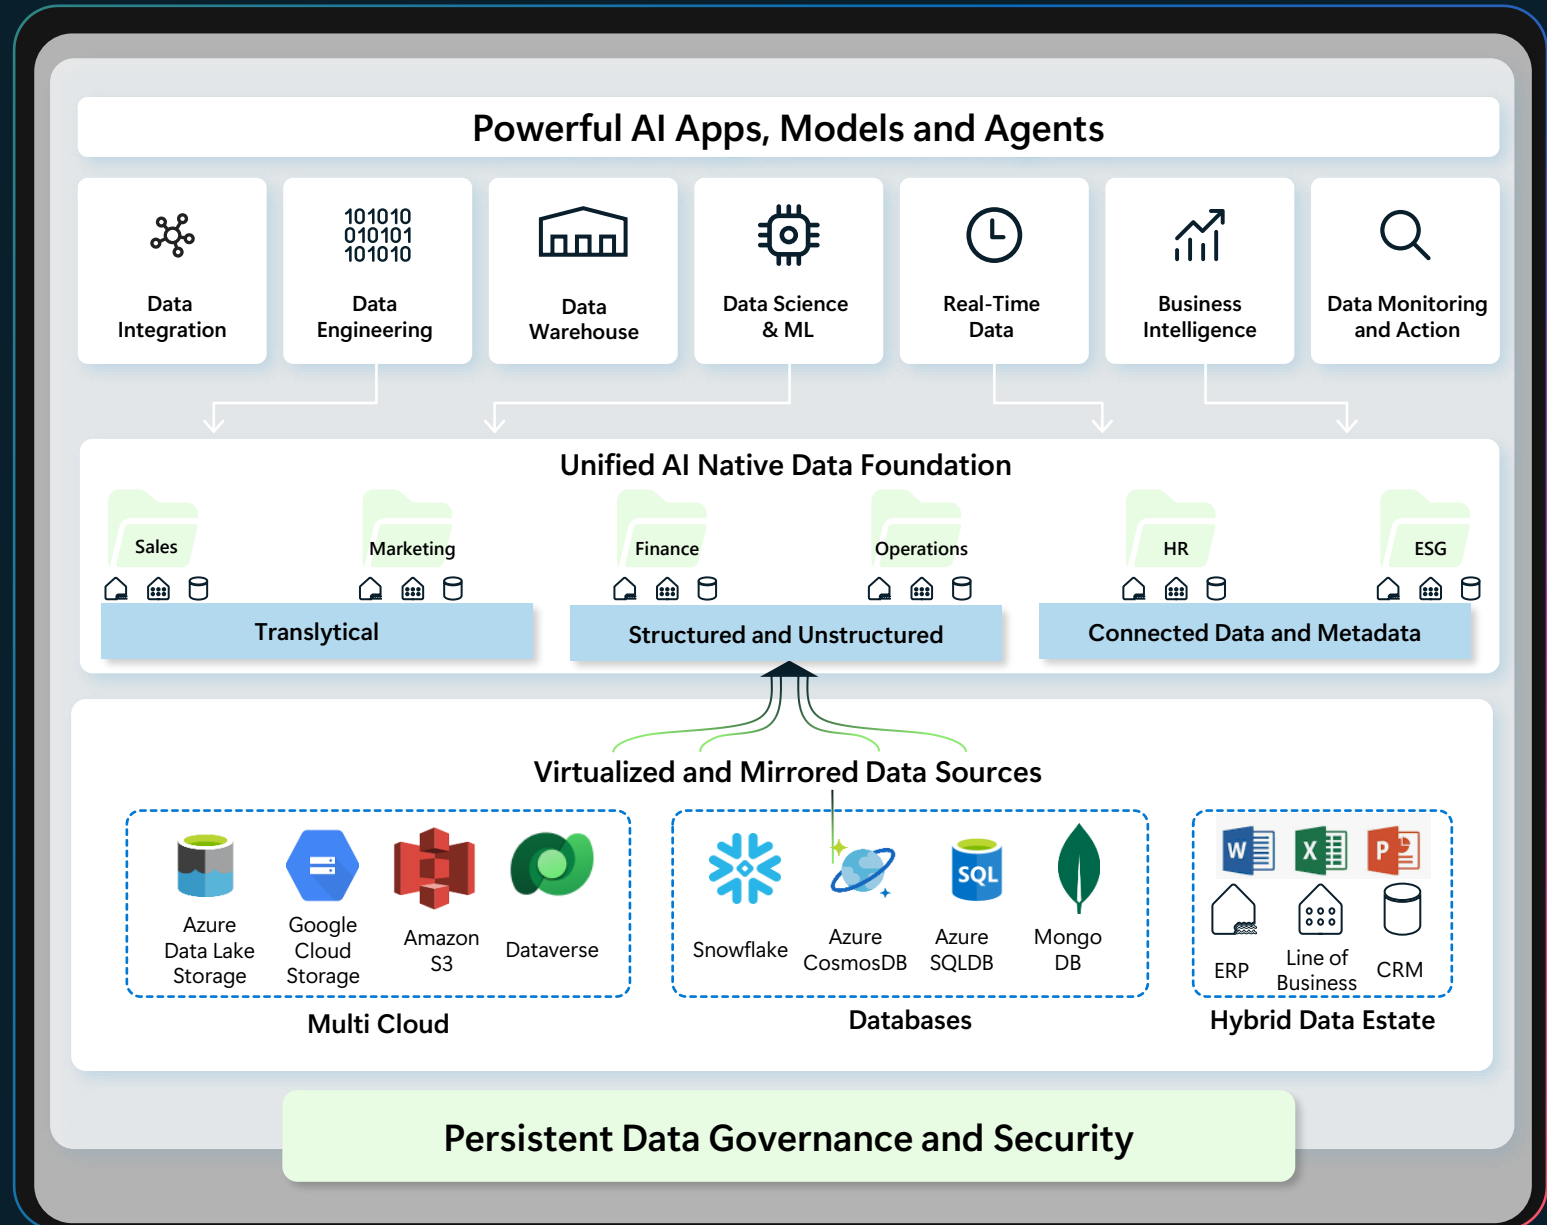 Powerful AI Apps, Models and Agents
101010
010101
101010
Data
Integration
Data
Engineering
Data
Warehouse
Data Science
& ML
Real-Time
Data
Business
Intelligence
Data Monitoring
and Action
Unified AI Native Data Foundation
Sales
Marketing
Finance
Operations
HR
ESG
Translytical
Structured and Unstructured
Connected Data and Metadata
Virtualized and Mirrored Data Sources
Azure
Data Lake
Storage
Google
Cloud
Storage
Amazon
S3
Dataverse
Multi Cloud
Snowflake
Azure
CosmosDB
SQL
Azure
SQLDB
Mongo
DB
Databases
W
X
P
ERP
Line of
Business
CRM
Hybrid Data Estate
Persistent Data Governance and Security